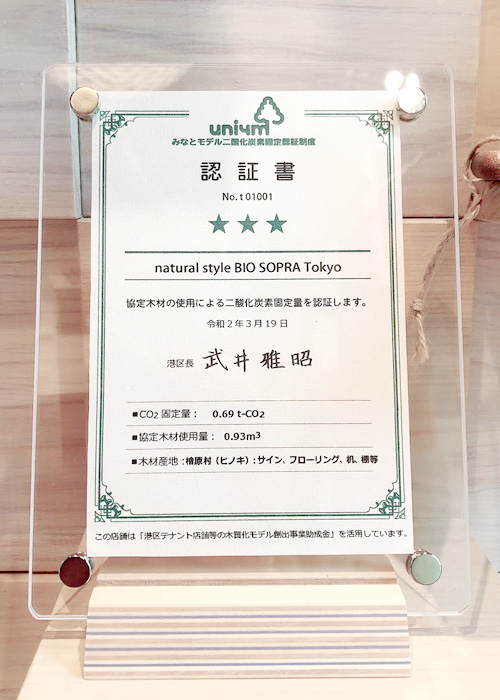 uni4m
みなとモデル二酸化炭素固定認証制度
認証書
No. t 01001
★★★
natural style BIO SOPRA Tokyo
協定木材の使用による二酸化炭素固定量を認証します。
令和2年3月19日
港区長 武井雅昭
■CO2 固定量： 0.69 t-CO2
■協定木材使用量： 0.93m3
■木材産地：檜原村（ヒノキ）：サイン、フローリング、机、棚等
この店舗は「港区テナント店舗等の木質化モデル創出事業助成金」を活用しています。